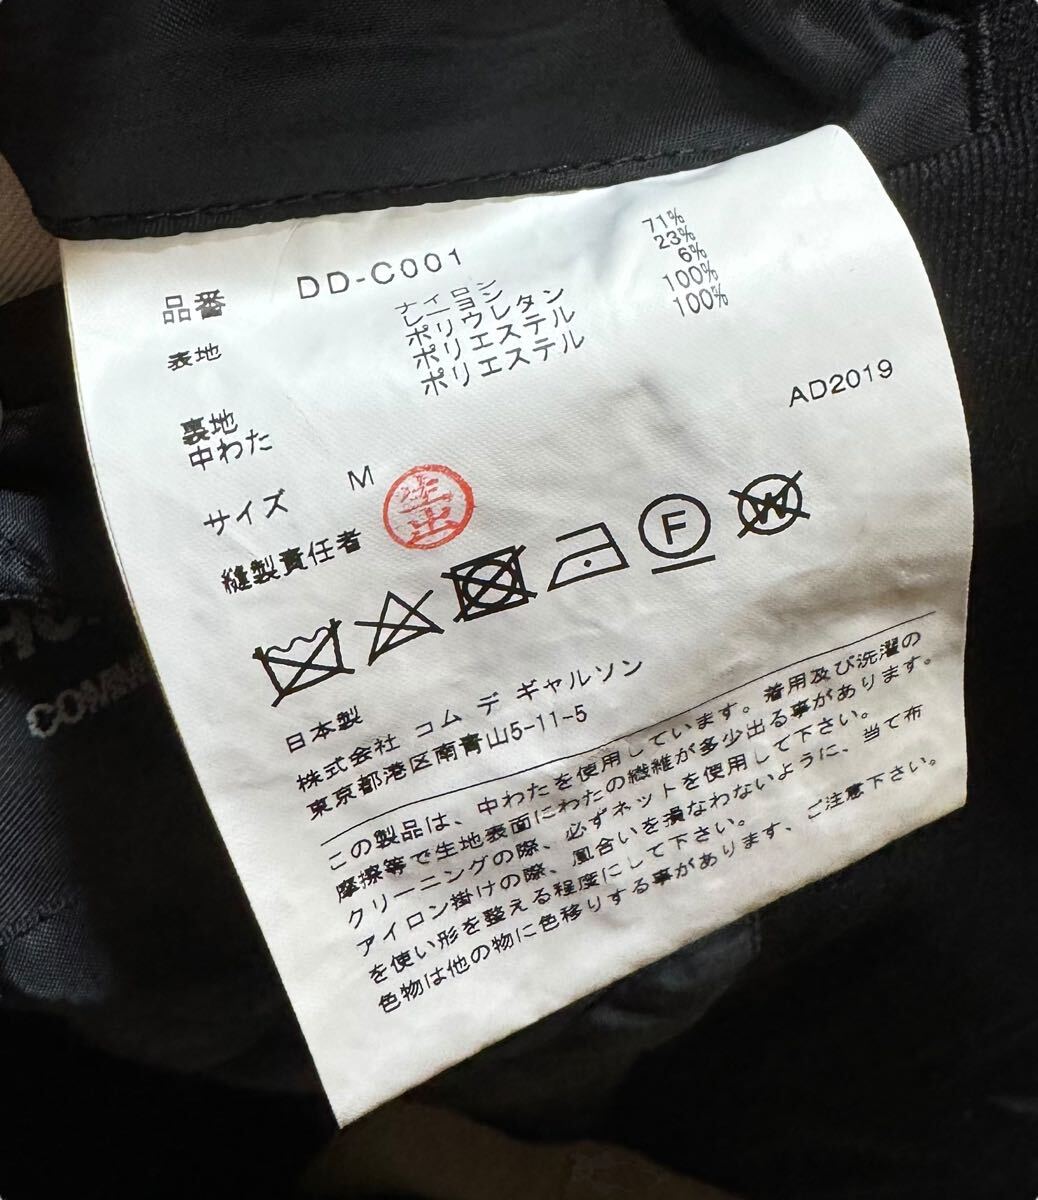 品番 DD-C001
表地 ナイロン 71%
レーヨン 23%
ポリウレタン 6%
裏地 ポリエステル 100%
中わた ポリエステル 100%
AD2019
サイズ M
縫製責任者
F
W
日本製
株式会社 コム デ ギャルソン
東京都港区南青山5-11-5
この製品は、中わたを使用しています。着用及び洗濯の
摩擦等で生地表面にわたの繊維が多少出る事があります。
クリーニングの際、必ずネットを使用して下さい。
アイロン掛けの際、風合いを損なわないように、当て布
を使い形を整える程度にして下さい。
色物は他の物に色移りする事があります、ご注意下さい。